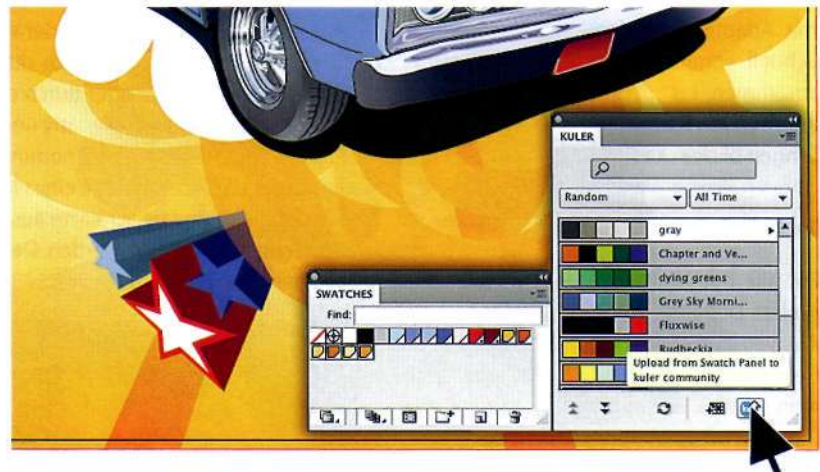 KULER
Random
All Time
gray
Chapter and Ve...
dying greens
Grey Sky Morni...
Fluxwise
Rudbeckia
Upload from Swatch Panel to
kuler community
SWATCHES
Find: